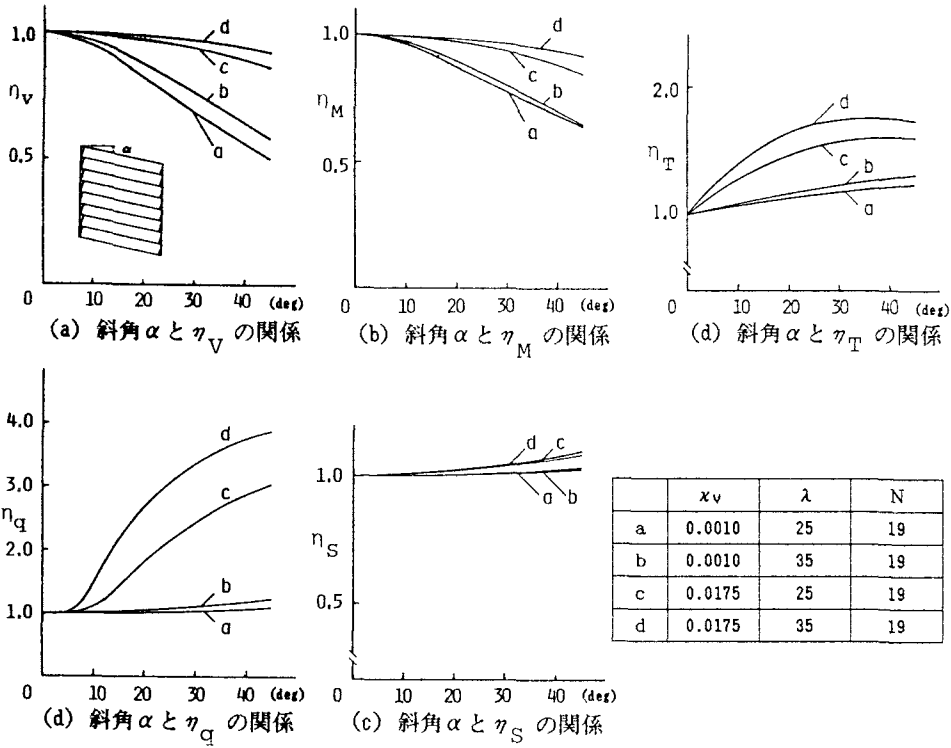 1.0
η_V
0.5
0
10
20
30
40
(deg)
d
c
b
a
α
(a) 斜角αとη_V の関係
1.0
η_M
0.5
0
10
20
30
40
(deg)
d
c
b
a
(b) 斜角αとη_M の関係
2.0
η_T
1.0
0
10
20
30
40
(deg)
d
c
b
a
(d) 斜角αとη_T の関係
4.0
3.0
η_q
2.0
1.0
0
10
20
30
40
(deg)
d
c
b
a
(d) 斜角αとη_q の関係
1.0
η_S
0.5
0
10
20
30
40
(deg)
d c
a b
(c) 斜角αとη_S の関係
χv λ N
a 0.0010 25 19
b 0.0010 35 19
c 0.0175 25 19
d 0.0175 35 19